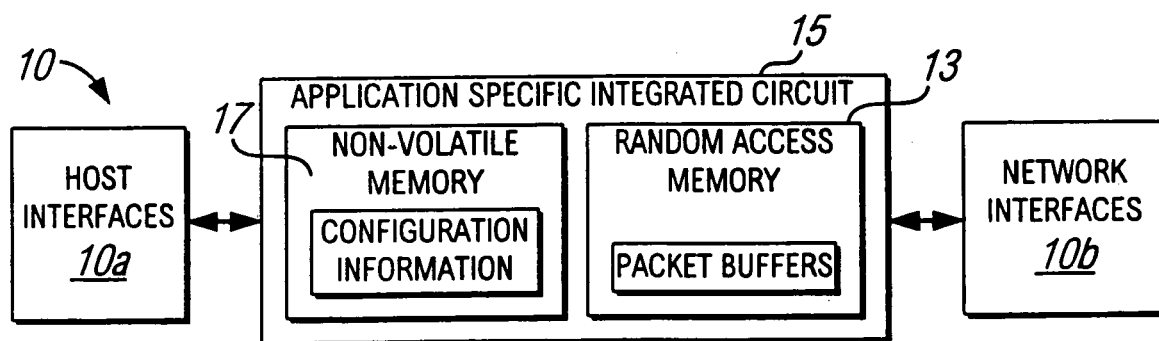 10
HOST
INTERFACES
10a
15
APPLICATION SPECIFIC INTEGRATED CIRCUIT
17
NON-VOLATILE
MEMORY
CONFIGURATION
INFORMATION
13
RANDOM ACCESS
MEMORY
PACKET BUFFERS
NETWORK
INTERFACES
10b